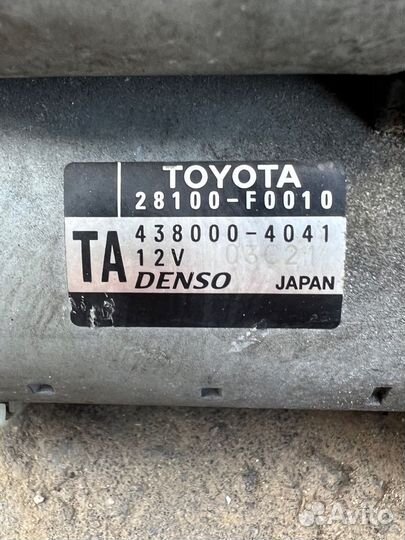 TOYOTA
28100-F0010
TA
438000-4041
12V 03C21
DENSO JAPAN
Avito